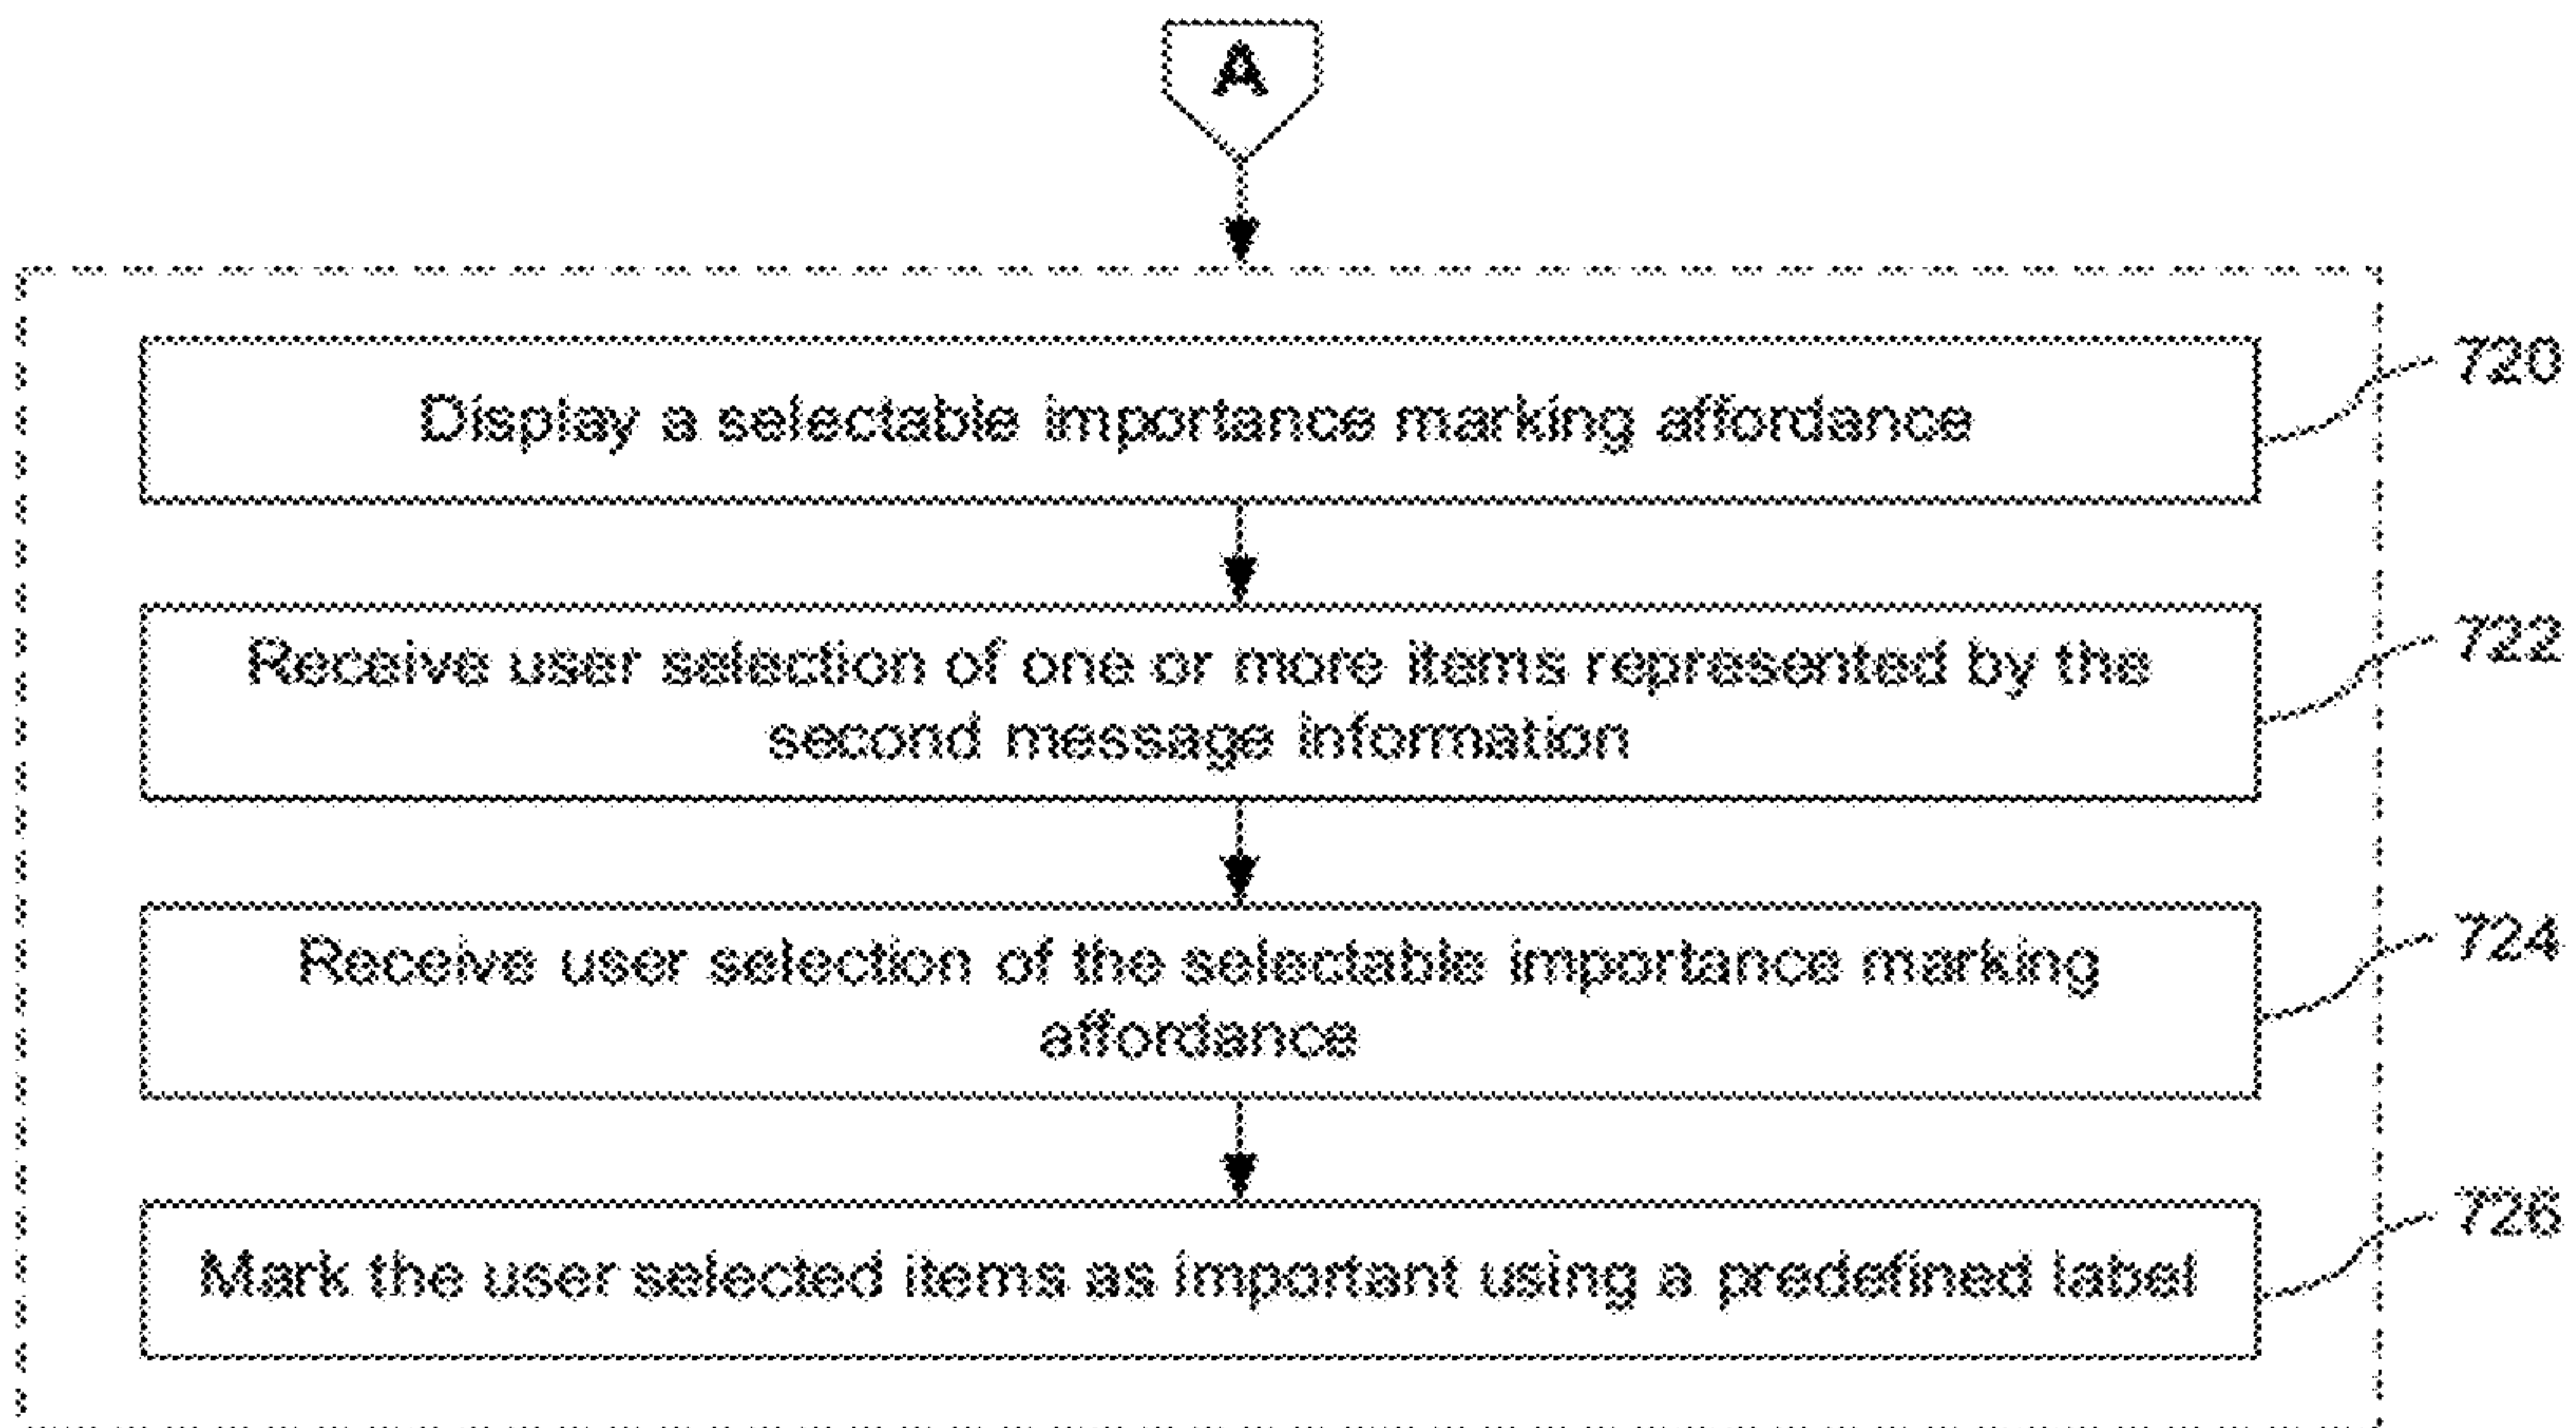 A
Display a selectable importance marking affordance
720
Receive user selection of one or more items represented by the
second message information
722
Receive user selection of the selectable importance marking
affordance
724
Mark the user selected items as important using a predefined label
726